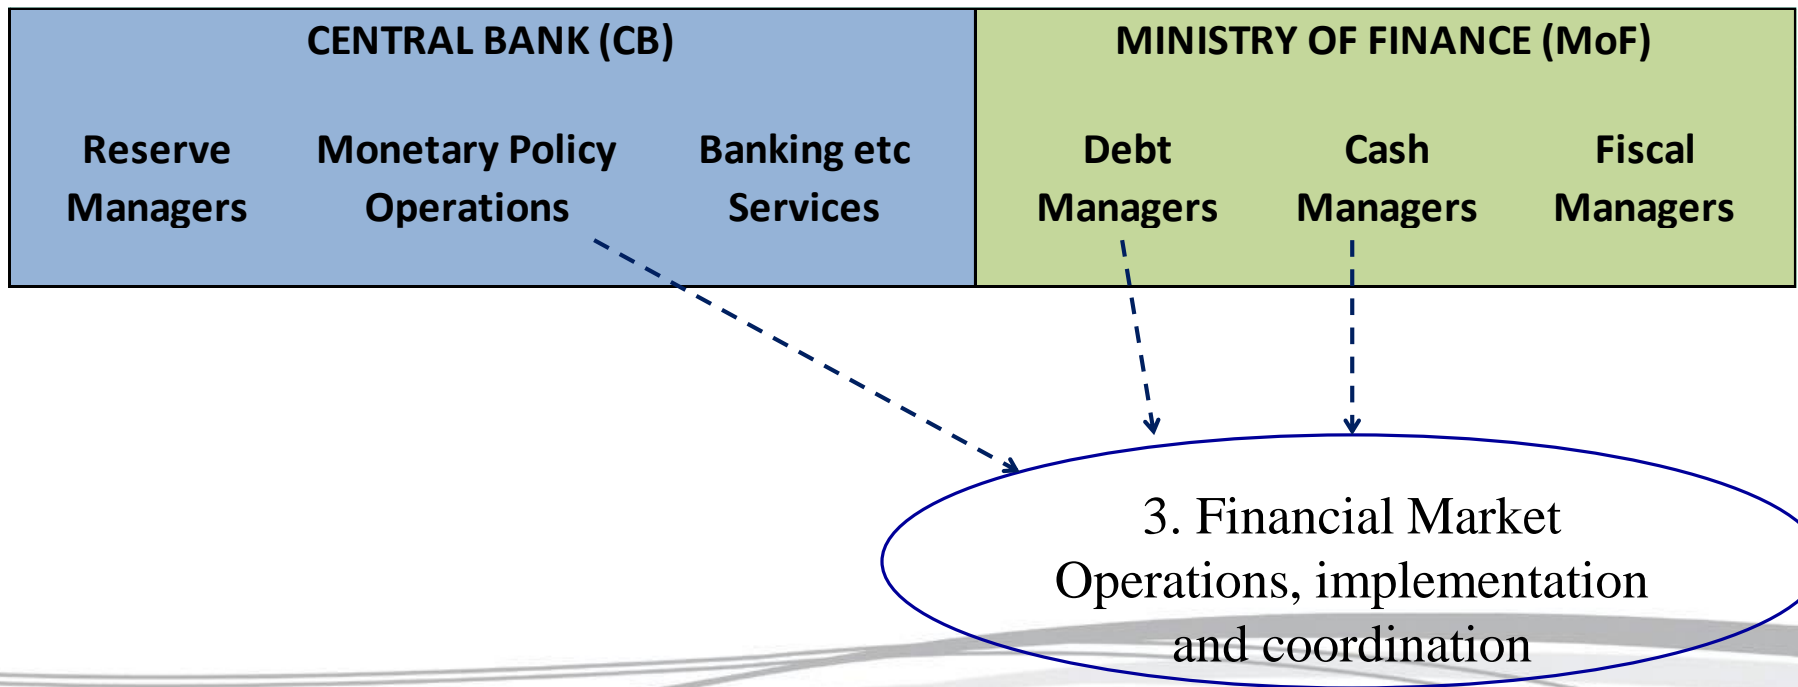 CENTRAL BANK (CB)
MINISTRY OF FINANCE (MoF)
Reserve
Managers
Monetary Policy
Operations
Banking etc
Services
Debt
Managers
Cash
Managers
Fiscal
Managers
3. Financial Market
Operations, implementation
and coordination